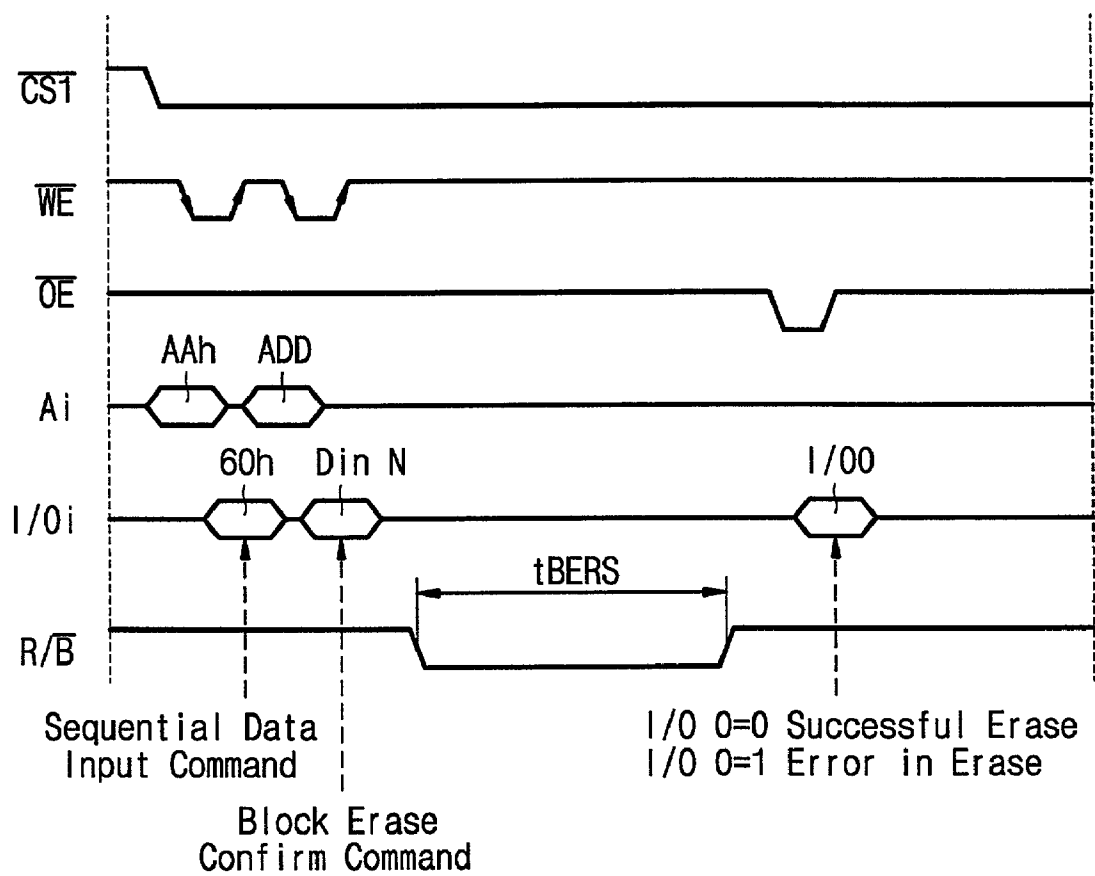 CS1
WE
OE
AAh ADD
Ai
60h Din N I/O0
I/Oi
tBERS
R/B
Sequential Data
Input Command
I/O 0=0 Successful Erase
I/O 0=1 Error in Erase
Block Erase
Confirm Command